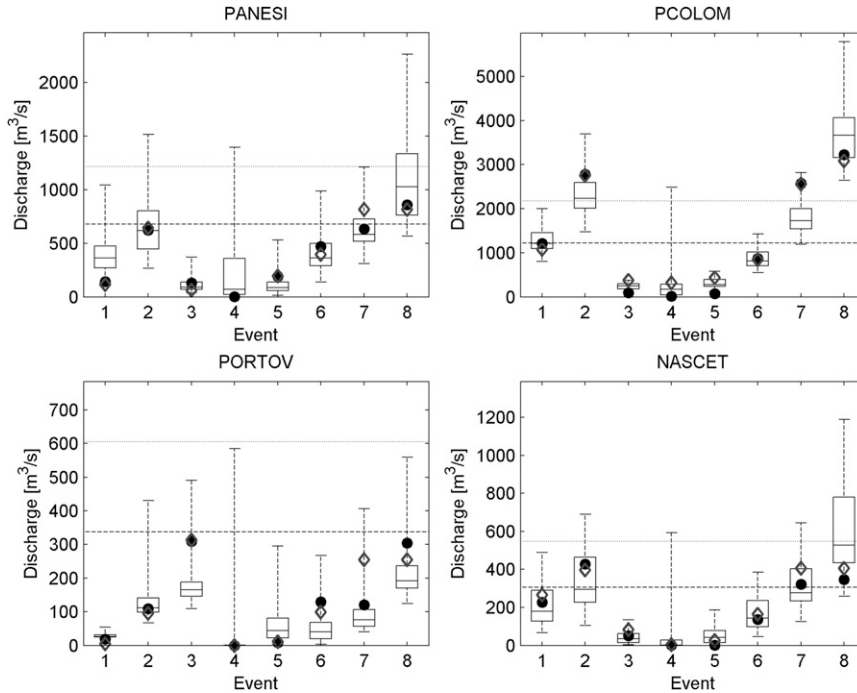 PANESI
Discharge [m³/s]
2000
1500
1000
500
0
1 2 3 4 5 6 7 8
Event
PCOLOM
Discharge [m³/s]
5000
4000
3000
2000
1000
0
1 2 3 4 5 6 7 8
Event
PORTOV
Discharge [m³/s]
700
600
500
400
300
200
100
0
1 2 3 4 5 6 7 8
Event
NASCET
Discharge [m³/s]
1200
1000
800
600
400
200
0
1 2 3 4 5 6 7 8
Event